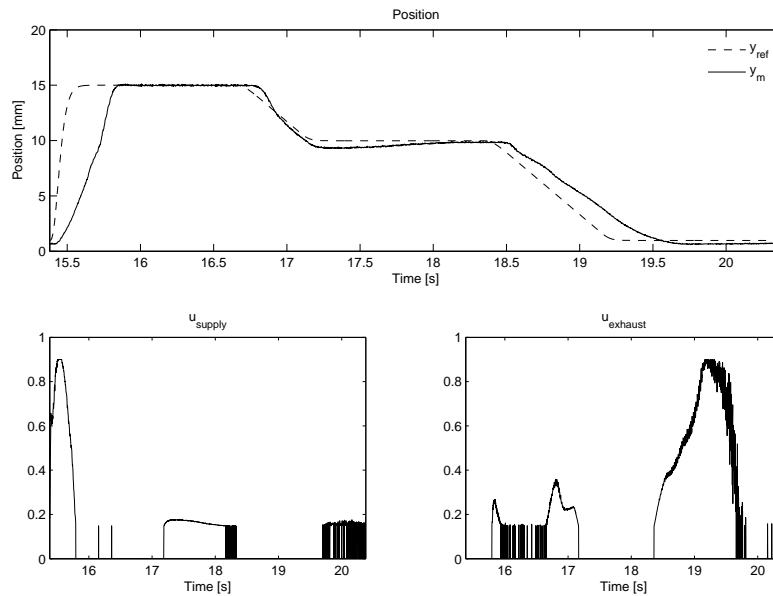 Position
20
15
10
5
0
Position [mm]
y_ref
y_m
15.5 16 16.5 17 17.5 18 18.5 19 19.5 20
Time [s]
u_supply
1
0.8
0.6
0.4
0.2
0
16 17 18 19 20
Time [s]
u_exhaust
1
0.8
0.6
0.4
0.2
0
16 17 18 19 20
Time [s]